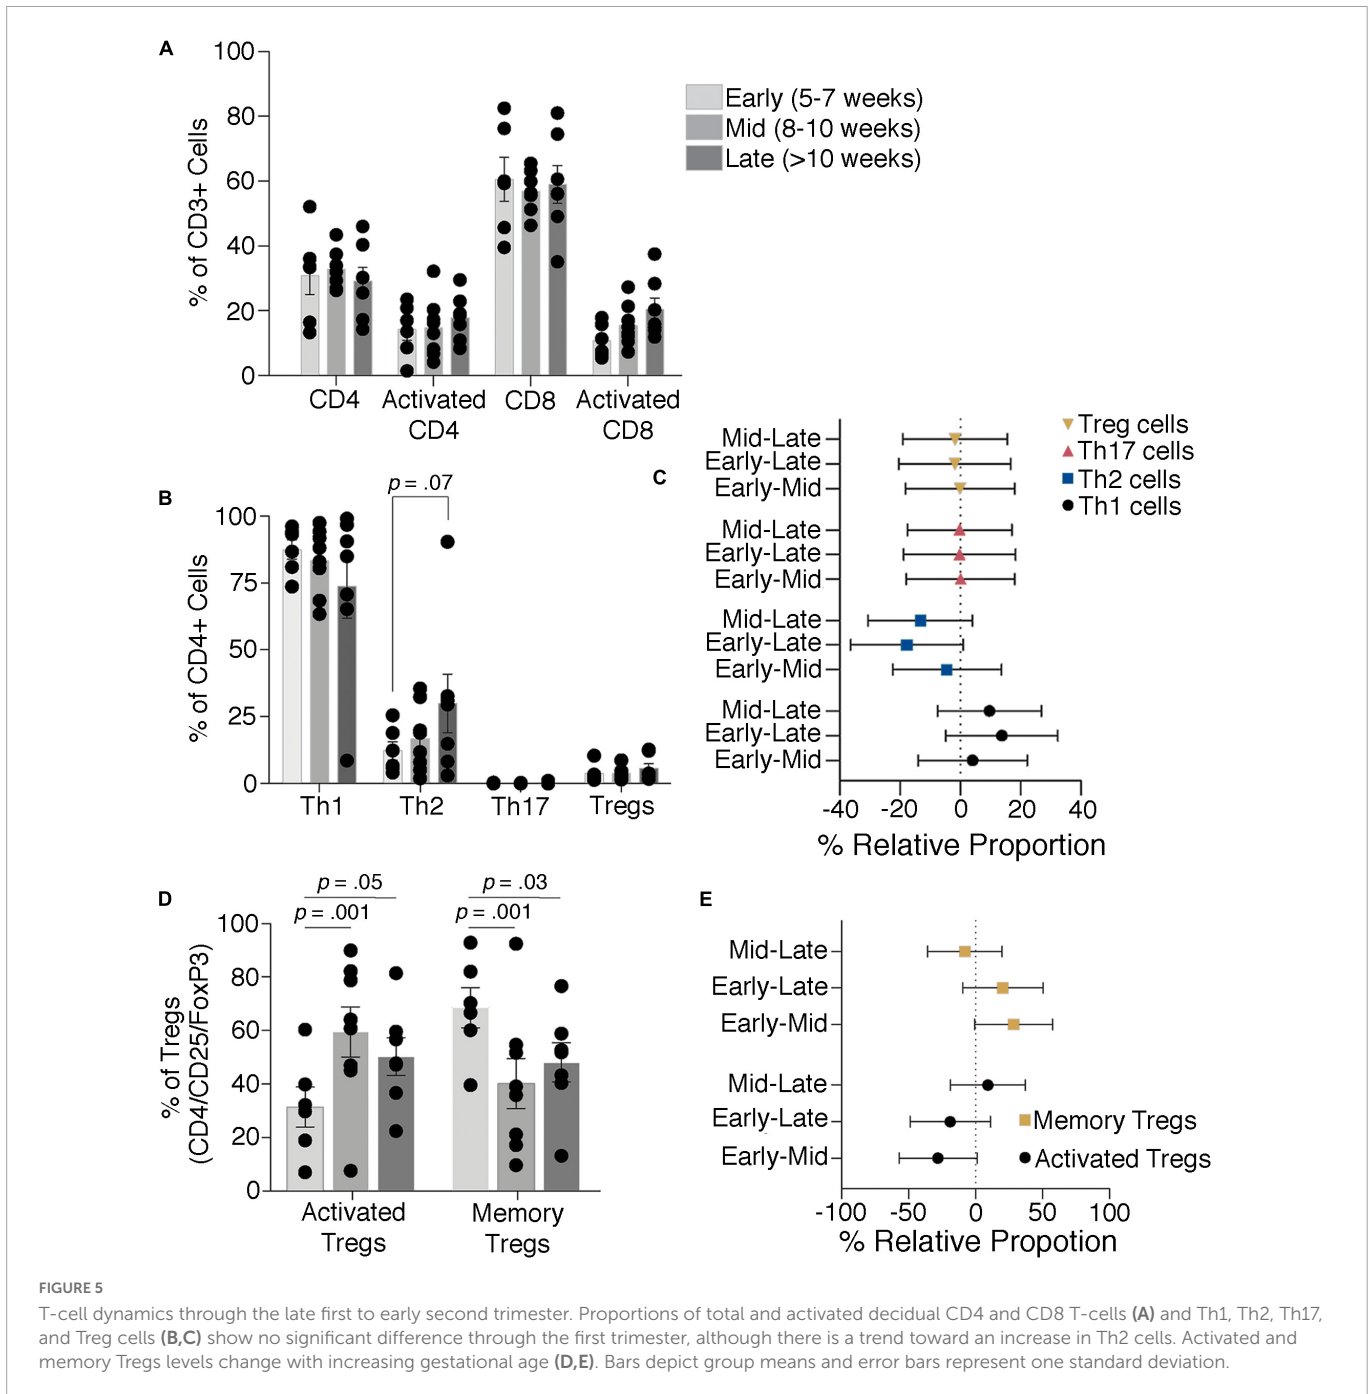 A
100
80
60
40
20
0
% of CD3+ Cells
CD4
Activated
CD4
CD8
Activated
CD8
Early (5-7 weeks)
Mid (8-10 weeks)
Late (>10 weeks)
B
p = .07
100
75
50
25
0
% of CD4+ Cells
Th1
Th2
Th17
Tregs
C
Mid-Late
Early-Late
Early-Mid
Mid-Late
Early-Late
Early-Mid
Mid-Late
Early-Late
Early-Mid
Mid-Late
Early-Late
Early-Mid
-40
-20
0
20
40
% Relative Proportion
Treg cells
Th17 cells
Th2 cells
Th1 cells
D
p = .05
p = .001
p = .03
p = .001
100
80
60
40
20
0
% of Tregs
(CD4/CD25/FoxP3)
Activated
Tregs
Memory
Tregs
E
Mid-Late
Early-Late
Early-Mid
Mid-Late
Early-Late
Early-Mid
Memory Tregs
Activated Tregs
-100
-50
0
50
100
% Relative Propotion
FIGURE 5
T-cell dynamics through the late first to early second trimester. Proportions of total and activated decidual CD4 and CD8 T-cells (A) and Th1, Th2, Th17,
and Treg cells (B,C) show no significant difference through the first trimester, although there is a trend toward an increase in Th2 cells. Activated and
memory Tregs levels change with increasing gestational age (D,E). Bars depict group means and error bars represent one standard deviation.